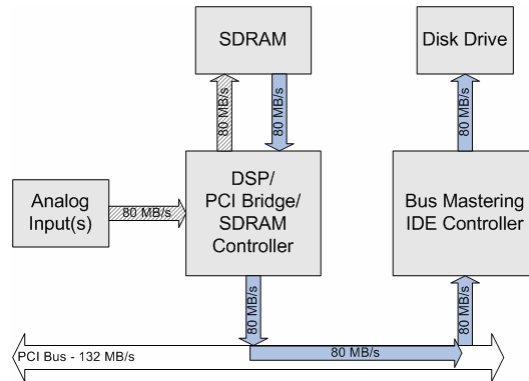 SDRAM
Disk Drive
80 MB/s
80 MB/s
80 MB/s
DSP/
PCI Bridge/
SDRAM
Controller
Analog
Input(s)
80 MB/s
Bus Mastering
IDE Controller
80 MB/s
80 MB/s
PCI Bus - 132 MB/s
80 MB/s